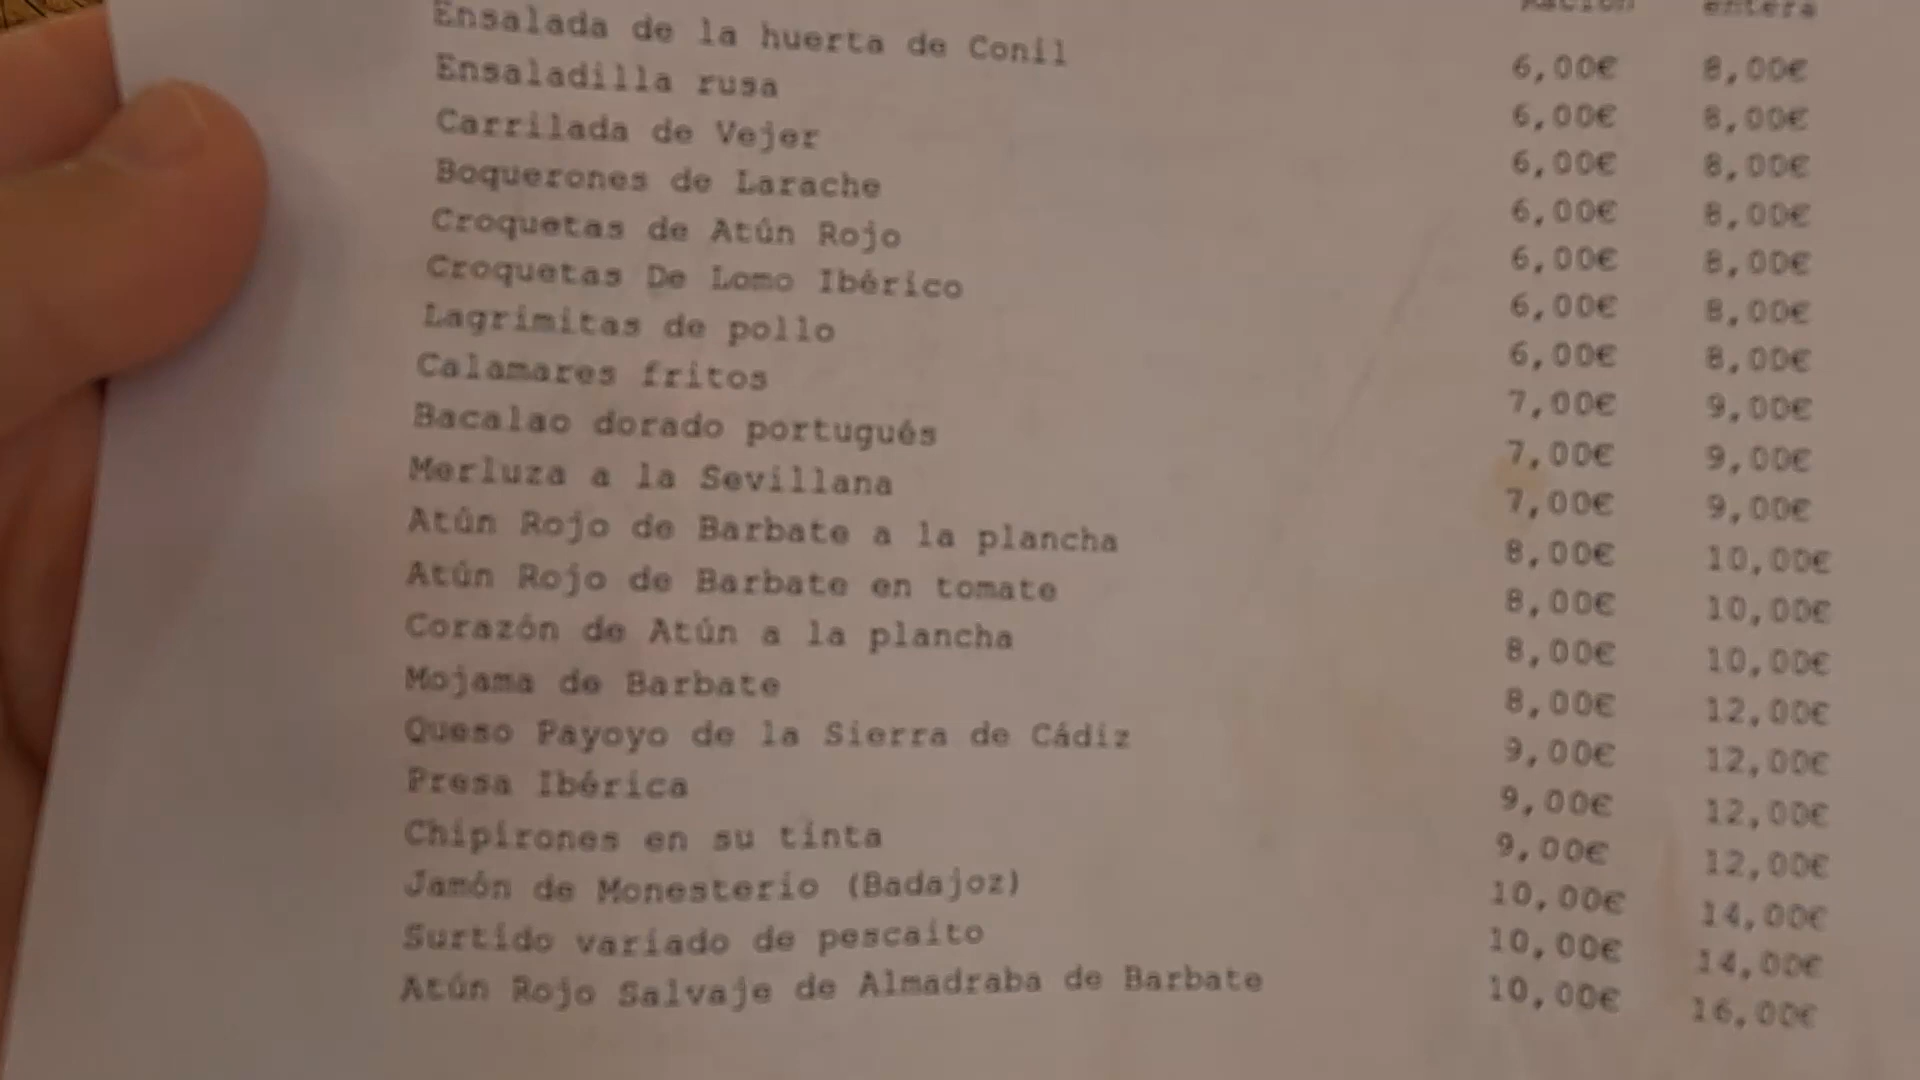 entera
Ensalada de la huerta de Conil 6,00€ 8,00€
Ensaladilla rusa 6,00€ 8,00€
Carrilada de Vejer 6,00€ 8,00€
Boquerones de Larache 6,00€ 8,00€
Croquetas de Atún Rojo 6,00€ 8,00€
Croquetas De Lomo Ibérico 6,00€ 8,00€
Lagrimitas de pollo 6,00€ 8,00€
Calamares fritos 7,00€ 9,00€
Bacalao dorado portugués 7,00€ 9,00€
Merluza a la Sevillana 7,00€ 9,00€
Atún Rojo de Barbate a la plancha 8,00€ 10,00€
Atún Rojo de Barbate en tomate 8,00€ 10,00€
Corazón de Atún a la plancha 8,00€ 10,00€
Mojama de Barbate 8,00€ 12,00€
Queso Payoyo de la Sierra de Cádiz 9,00€ 12,00€
Presa Ibérica 9,00€ 12,00€
Chipirones en su tinta 9,00€ 12,00€
Jamón de Monesterio (Badajoz) 10,00€ 14,00€
Surtido variado de pescaito 10,00€ 14,00€
Atún Rojo Salvaje de Almadraba de Barbate 10,00€ 16,00€